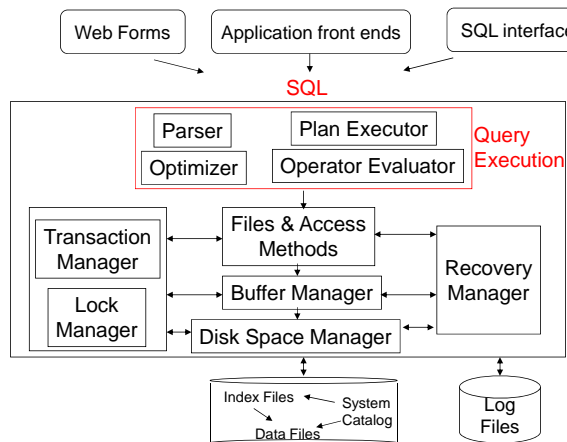 Web Forms
Application front ends
SQL interface
SQL
Parser
Plan Executor
Optimizer
Operator Evaluator
Query
Execution
Files & Access
Methods
Transaction
Manager
Lock
Manager
Buffer Manager
Disk Space Manager
Recovery
Manager
Index Files
System
Catalog
Data Files
Log
Files